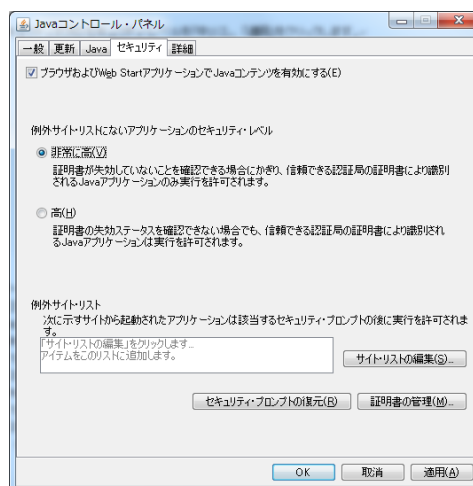 Javaコントロール・パネル
一般 更新 Java セキュリティ 詳細
ブラウザおよびWeb StartアプリケーションでJavaコンテンツを有効にする(E)
例外サイト・リストにないアプリケーションのセキュリティ・レベル
非常に高(V)
証明書が失効していないことを確認できる場合にかぎり、信頼できる認証局の証明書により識別
されるJavaアプリケーションのみ実行を許可されます。
高(H)
証明書の失効ステータスを確認できない場合でも、信頼できる認証局の証明書により識別され
るJavaアプリケーションは実行を許可されます。
例外サイト・リスト
次に示すサイトから起動されたアプリケーションは該当するセキュリティ・プロンプトの後に実行を許可されま
す。
「サイト・リストの編集」をクリックします...
アイテムをこのリストに追加します。
サイト・リストの編集(S)...
セキュリティ・プロンプトの復元(R) 証明書の管理(M)...
OK 取消 適用(A)